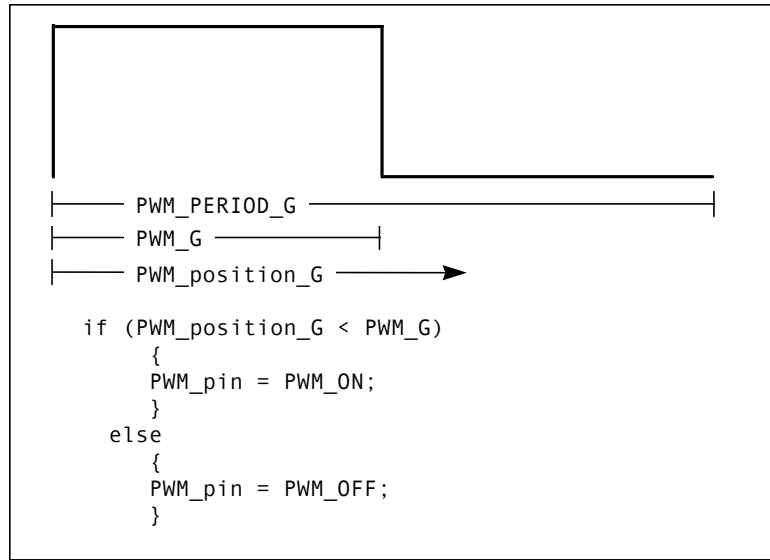 PWM_PERIOD_G
PWM_G
PWM_position_G
if (PWM_position_G < PWM_G)
{
PWM_pin = PWM_ON;
}
else
{
PWM_pin = PWM_OFF;
}